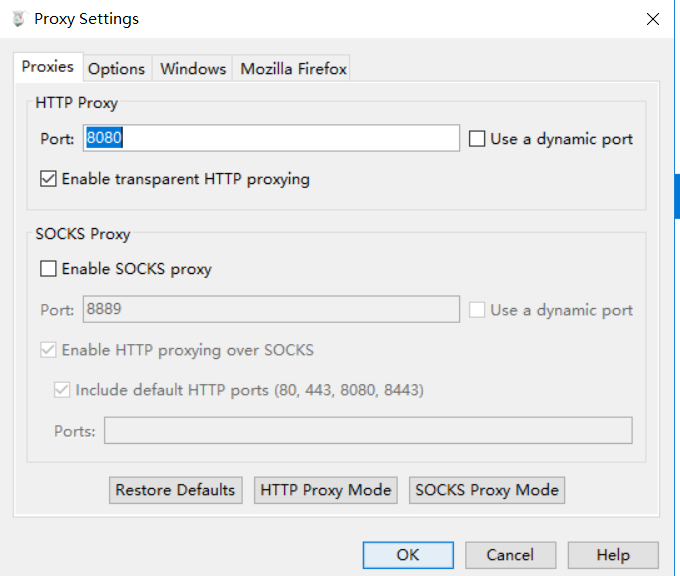 Proxy Settings
Proxies Options Windows Mozilla Firefox
HTTP Proxy
Port: 8080 Use a dynamic port
Enable transparent HTTP proxying
SOCKS Proxy
Enable SOCKS proxy
Port: 8889 Use a dynamic port
Enable HTTP proxying over SOCKS
Include default HTTP ports (80, 443, 8080, 8443)
Ports:
Restore Defaults HTTP Proxy Mode SOCKS Proxy Mode
OK Cancel Help